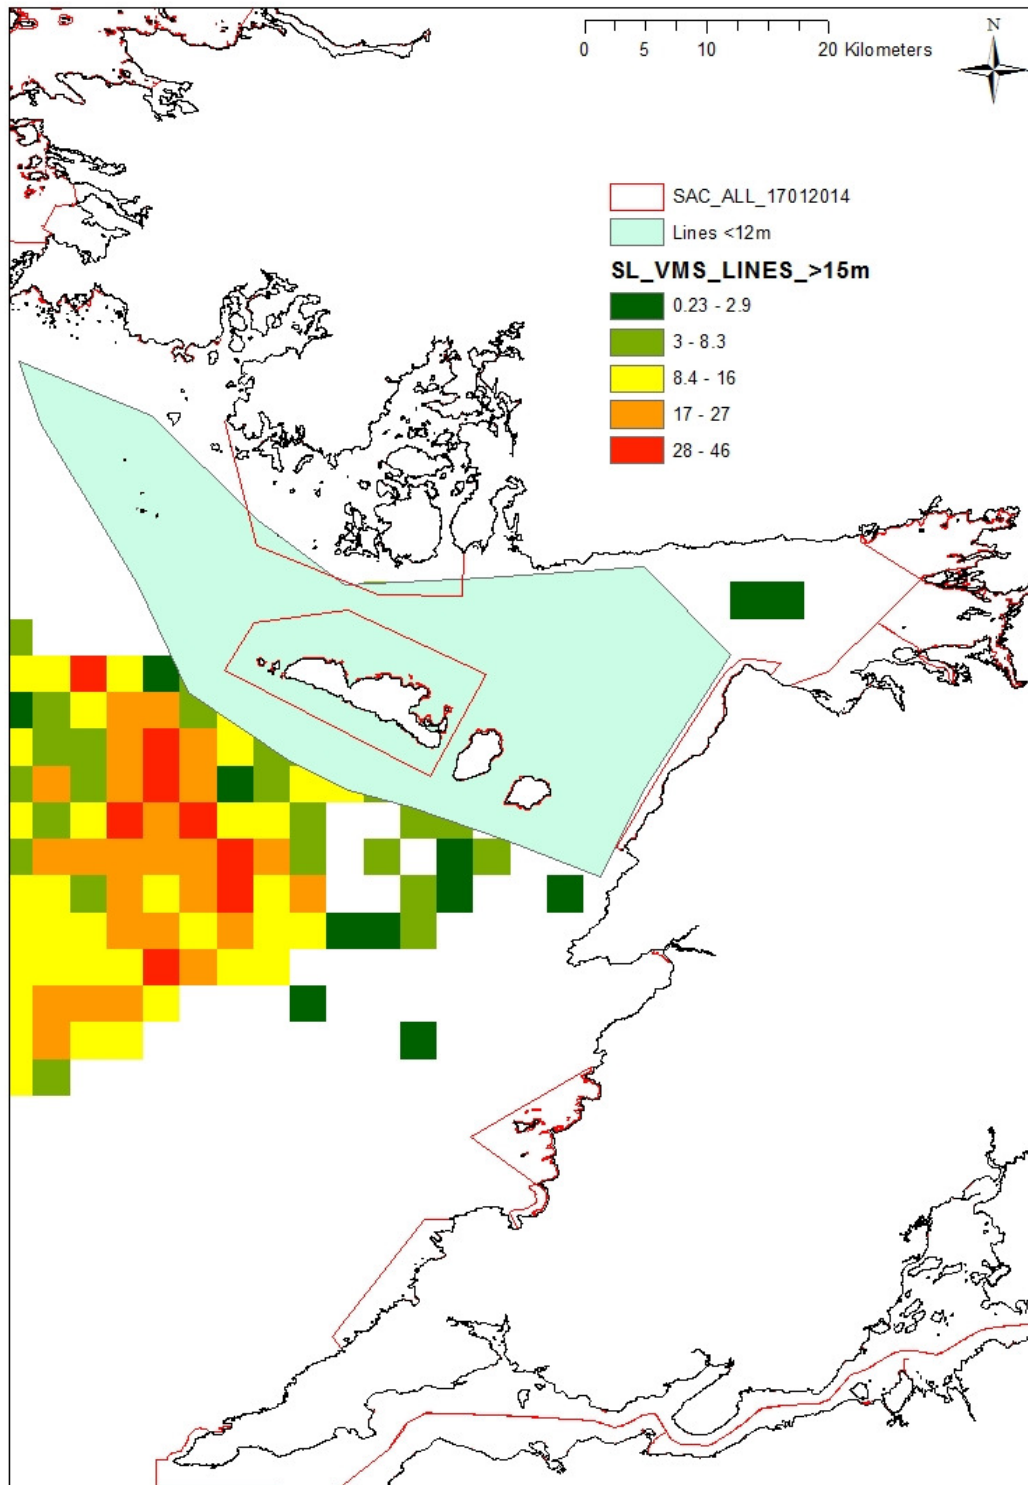 N
0 5 10 20 Kilometers
SAC_ALL_17012014
Lines <12m
SL_VMS_LINES_>15m
0.23 - 2.9
3 - 8.3
8.4 - 16
17 - 27
28 - 46